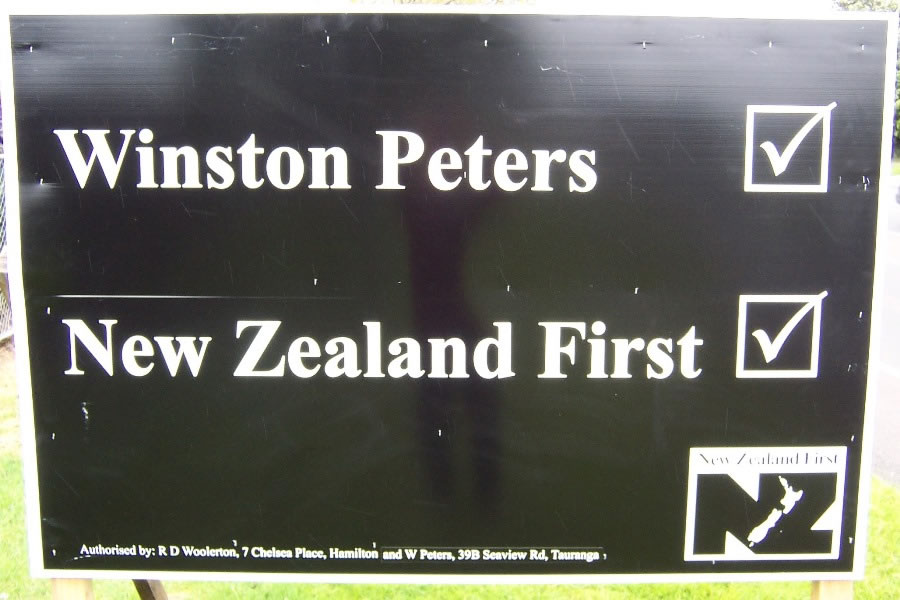 Winston Peters
New Zealand First
New Zealand First
NZ
Authorised by: R D Woolerton, 7 Chelsea Place, Hamilton and W Peters, 39B Seaview Rd, Tauranga